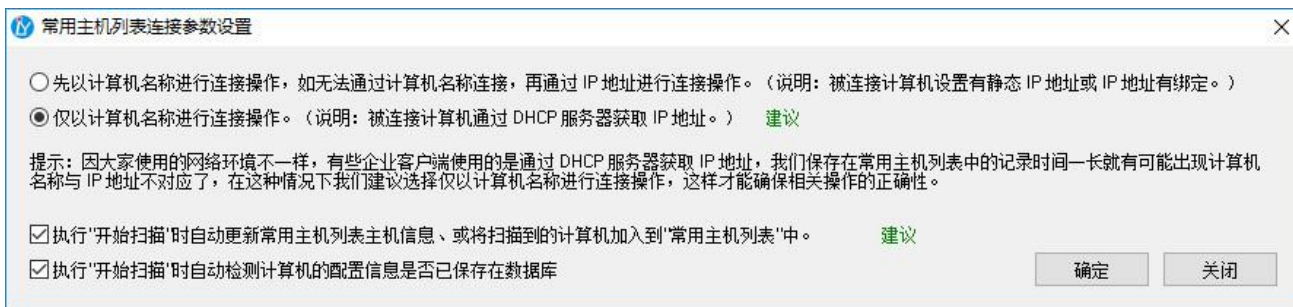 常用主机列表连接参数设置
先以计算机名称进行连接操作，如无法通过计算机名称连接，再通过 IP 地址进行连接操作。（说明：被连接计算机设置有静态 IP 地址或 IP 地址有绑定。）
仅以计算机名称进行连接操作。（说明：被连接计算机通过 DHCP 服务器获取 IP 地址。） 建议
提示：因大家使用的网络环境不一样，有些企业客户端使用的是通过 DHCP 服务器获取 IP 地址，我们保存在常用主机列表中的记录时间一长就有可能出现计算机
名称与 IP 地址不对应了，在这种情况下我们建议选择仅以计算机名称进行连接操作，这样才能确保相关操作的正确性。
执行"开始扫描"时自动更新常用主机列表主机信息、或将扫描到的计算机加入到"常用主机列表"中。 建议
执行"开始扫描"时自动检测计算机的配置信息是否已保存在数据库
确定 关闭